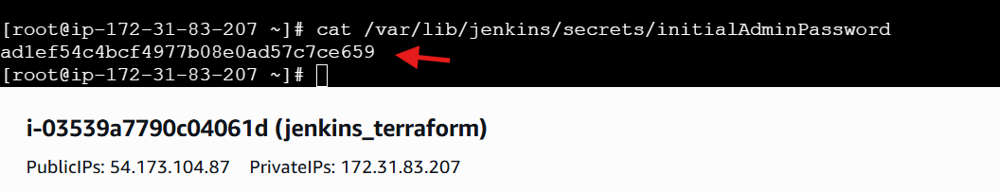 [root@ip-172-31-83-207 ~]# cat /var/lib/jenkins/secrets/initialAdminPassword
ad1ef54c4bcf4977b08e0ad57c7ce659
[root@ip-172-31-83-207 ~]#
i-03539a7790c04061d (jenkins_terraform)
PublicIPs: 54.173.104.87 PrivateIPs: 172.31.83.207